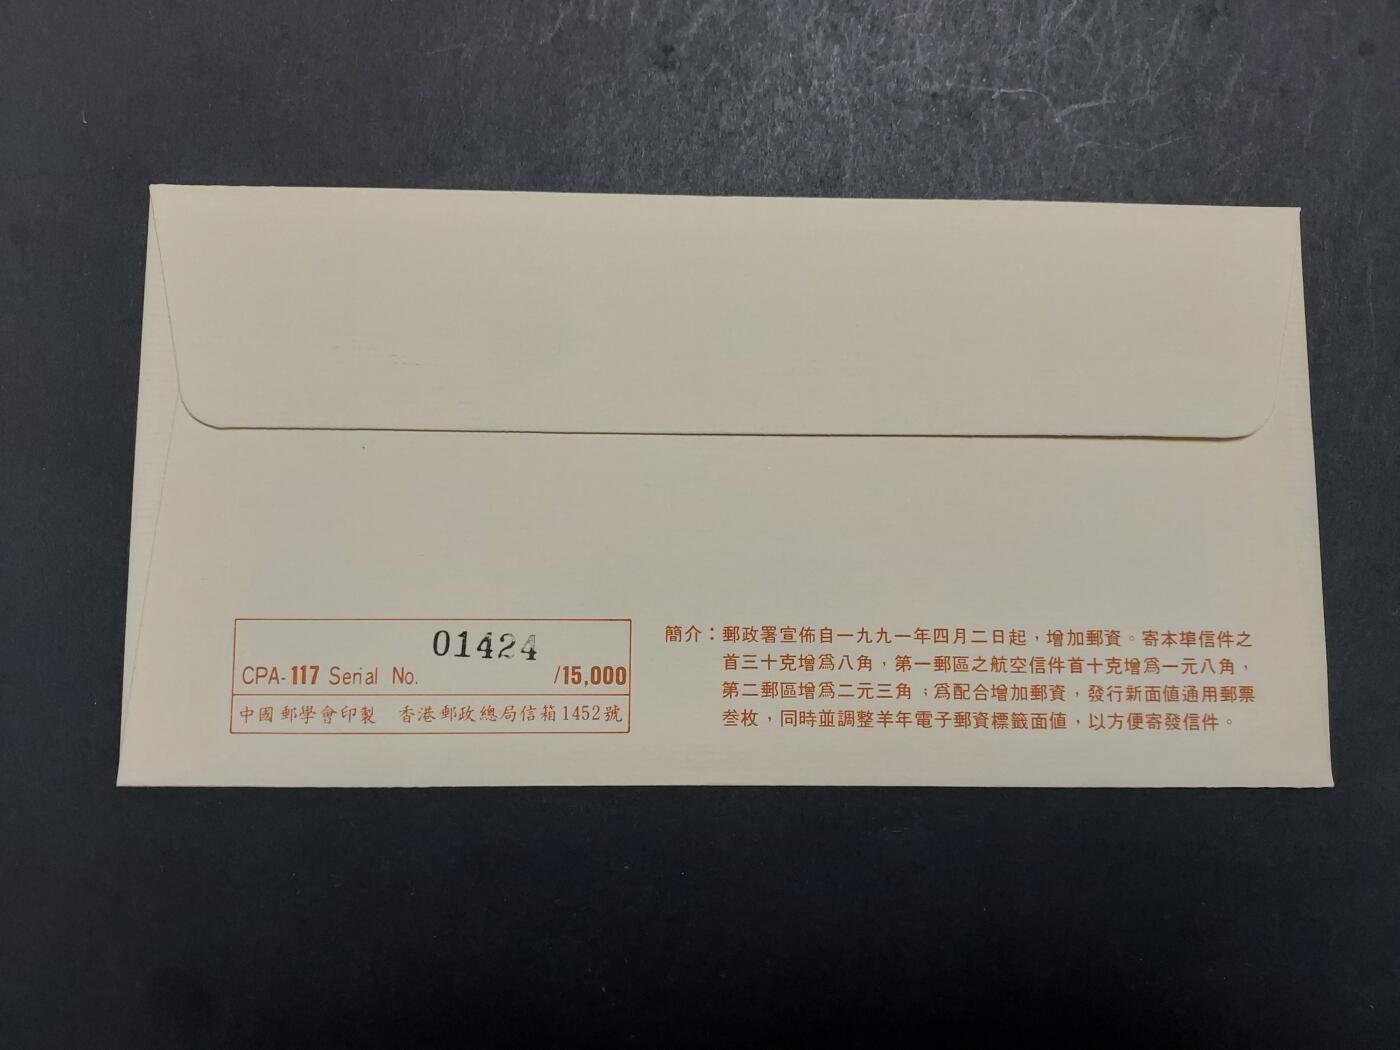 01424
CPA-117 Serial No. /15,000
中國郵學會印製 香港郵政總局信箱1452號
簡介：郵政署宣佈自一九九一年四月二日起，增加郵資。寄本埠信件之
首三十克增爲八角，第一郵區之航空信件首十克增爲一元八角，
第二郵區增爲二元三角；爲配合增加郵資，發行新面值通用郵票
叁枚，同時並調整羊年電子郵資標籤面値，以方便寄發信件。